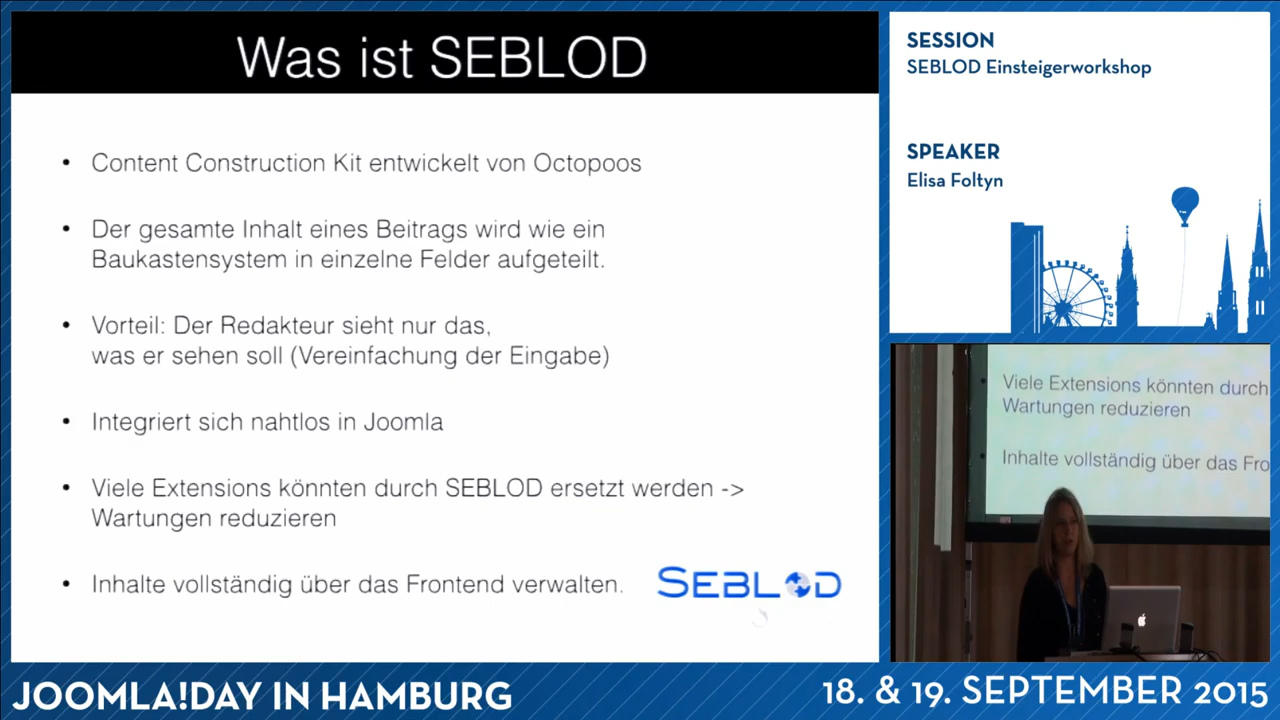 Was ist SEBLOD
• Content Construction Kit entwickelt von Octopoos
• Der gesamte Inhalt eines Beitrags wird wie ein
Baukastensystem in einzelne Felder aufgeteilt.
• Vorteil: Der Redakteur sieht nur das,
was er sehen soll (Vereinfachung der Eingabe)
• Integriert sich nahtlos in Joomla
• Viele Extensions könnten durch SEBLOD ersetzt werden ->
Wartungen reduzieren
• Inhalte vollständig über das Frontend verwalten.
SEBLOD
SESSION
SEBLOD Einsteigerworkshop
SPEAKER
Elisa Foltyn
Viele Extensions könnten durch
Wartungen reduzieren
• Inhalte vollständig über das Fro
JOOMLA!DAY IN HAMBURG
18. & 19. SEPTEMBER 2015